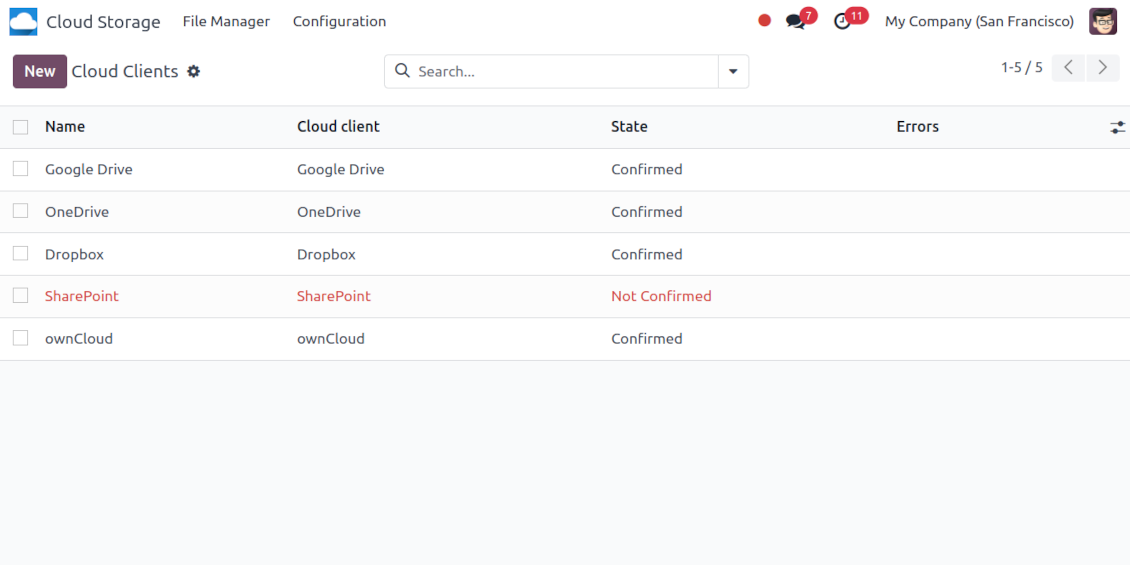 Cloud Storage File Manager Configuration 7 11 My Company (San Francisco)
New Cloud Clients Search... 1-5 / 5
Name Cloud client State Errors
Google Drive Google Drive Confirmed
OneDrive OneDrive Confirmed
Dropbox Dropbox Confirmed
SharePoint SharePoint Not Confirmed
ownCloud ownCloud Confirmed